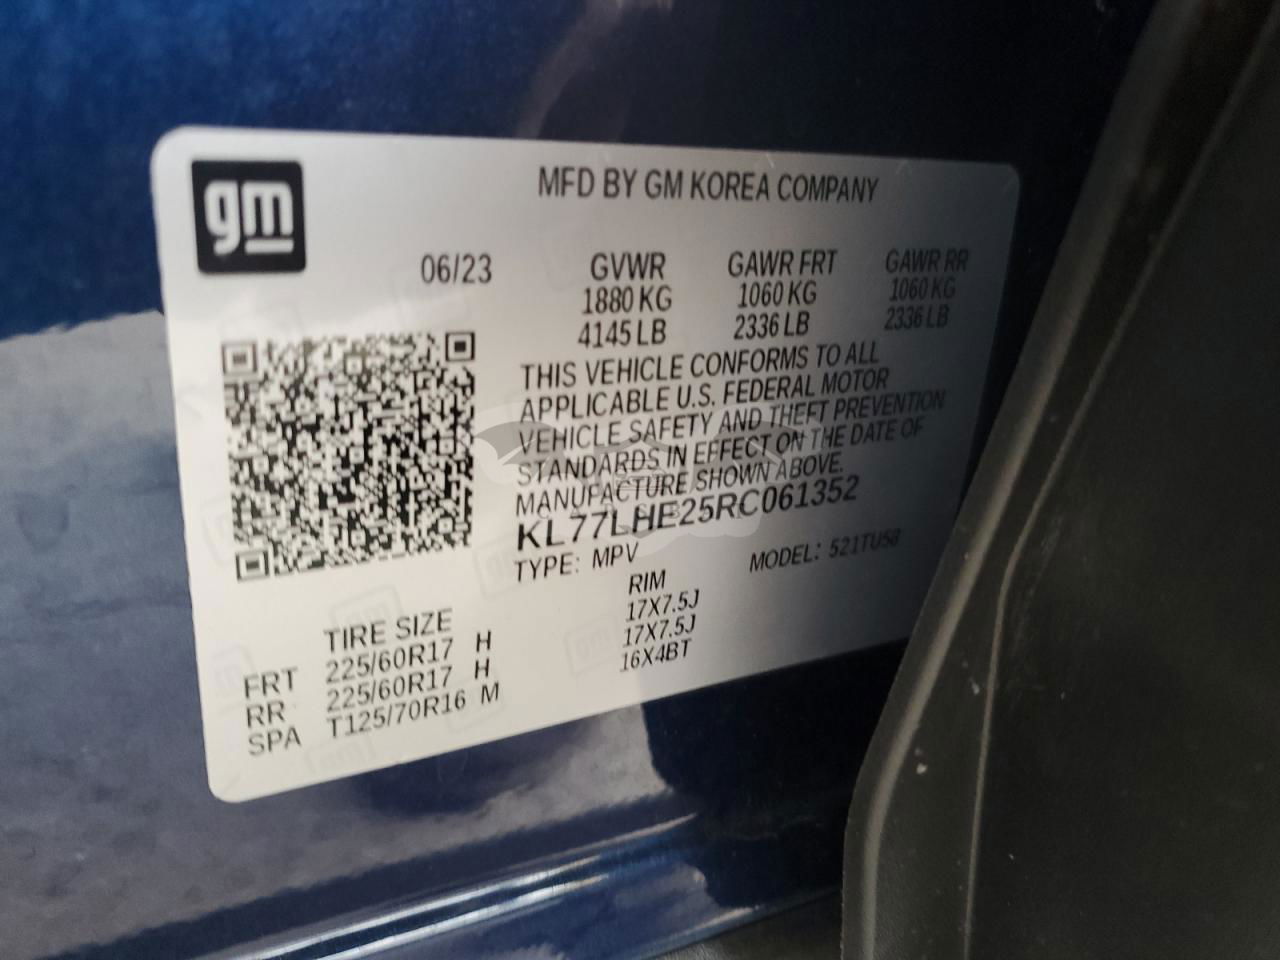 gm
MFD BY GM KOREA COMPANY
06/23 GVWR GAWR FRT GAWR RR
1880 KG 1060 KG 1060 KG
4145 LB 2336 LB 2336 LB
THIS VEHICLE CONFORMS TO ALL
APPLICABLE U.S. FEDERAL MOTOR
VEHICLE SAFETY AND THEFT PREVENTION
STANDARDS IN EFFECT ON THE DATE OF
MANUFACTURE SHOWN ABOVE.
KL77LHE25RC061352
TYPE: MPV MODEL: 521TU58
TIRE SIZE RIM
FRT 225/60R17 H 17X7.5J
RR 225/60R17 H 17X7.5J
SPA T125/70R16 M 16X4BT